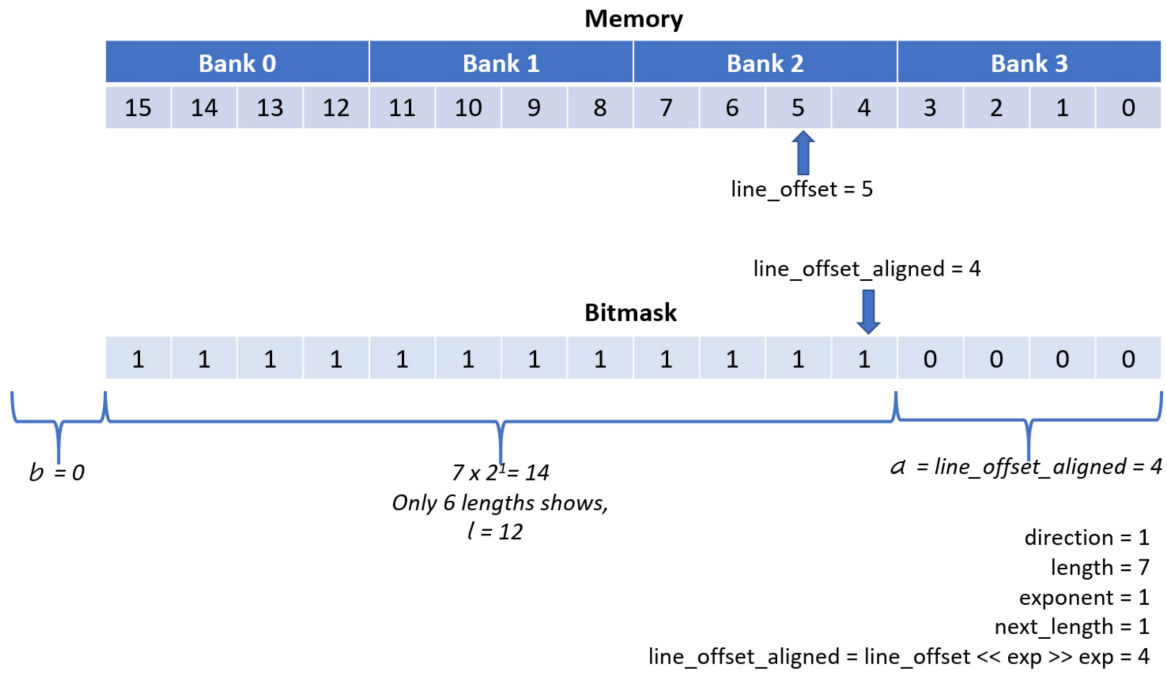 Memory
Bank 0 Bank 1 Bank 2 Bank 3
15 14 13 12 11 10 9 8 7 6 5 4 3 2 1 0
line_offset = 5
line_offset_aligned = 4
Bitmask
1 1 1 1 1 1 1 1 1 1 1 1 0 0 0 0
b = 0
7 x 2¹= 14
Only 6 lengths shows,
l = 12
a = line_offset_aligned = 4
direction = 1
length = 7
exponent = 1
next_length = 1
line_offset_aligned = line_offset << exp >> exp = 4